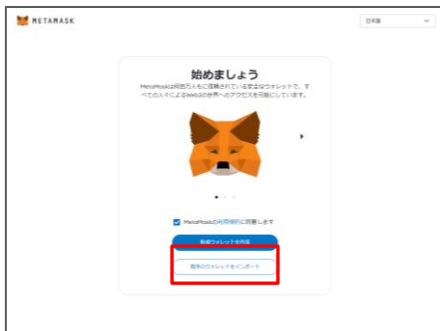 METAMASK
日本語
始めましょう
MetaMaskは何百万人もに信頼されている安全なウォレットで、す
べての人々によるWeb3の世界へのアクセスを可能にしています。
MetaMaskの利用規約に同意します
新規ウォレットを作成
既存のウォレットをインポート